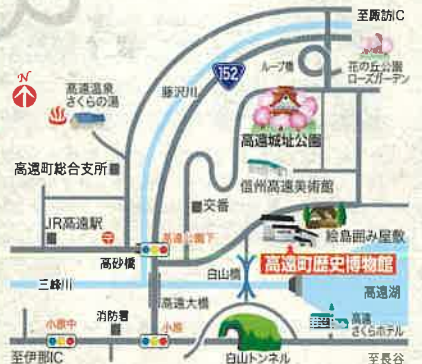 至諏訪IC
152
ループ橋
花の丘公園
ローズガーデン
藤沢川
N
高遠温泉
さくらの湯
高遠城址公園
高遠町総合支所
信州高遠美術館
交番
JR高遠駅
高遠公園下
絵島囲み屋敷
高砂橋
白山橋
高遠町歴史博物館
三峰川
高遠湖
高遠大橋
消防署
小原中
小原
高遠
さくらホテル
至伊那IC
白山トンネル
至長谷